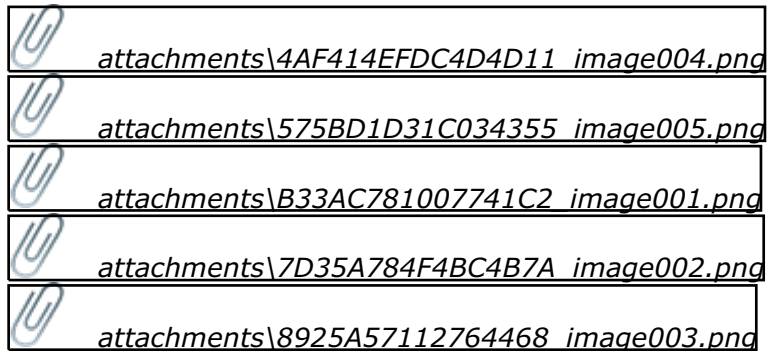 attachments\4AF414EFDC4D4D11_image004.png
attachments\575BD1D31C034355_image005.png
attachments\B33AC781007741C2_image001.png
attachments\7D35A784F4BC4B7A_image002.png
attachments\8925A57112764468_image003.png